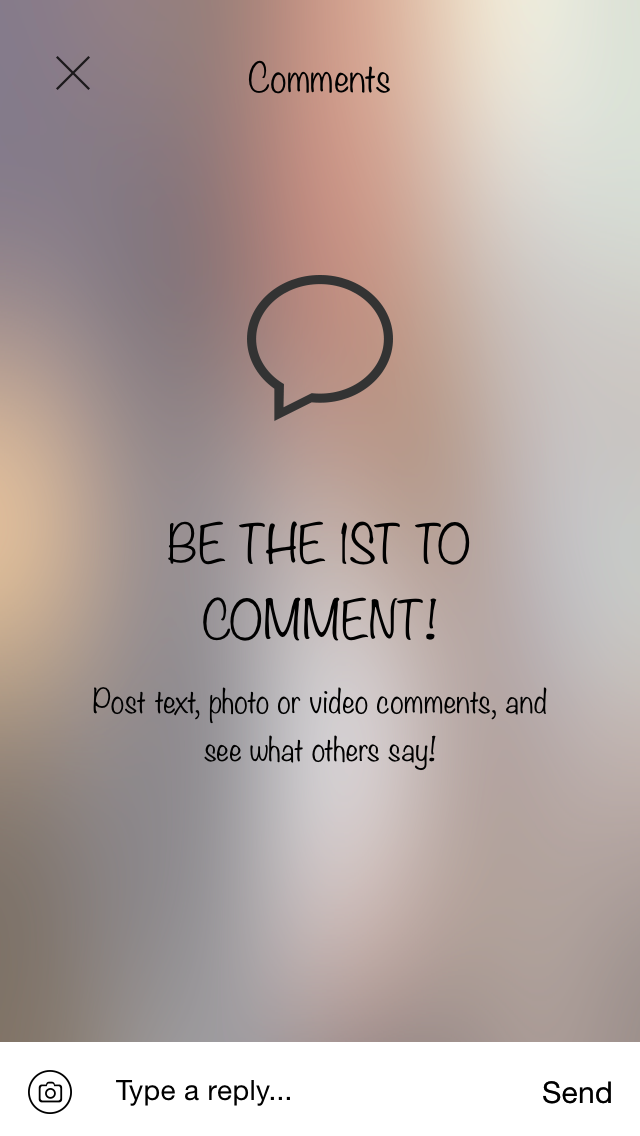 Comments
BE THE 1ST TO
COMMENT!
Post text, photo or video comments, and
see what others say!
Type a reply... Send